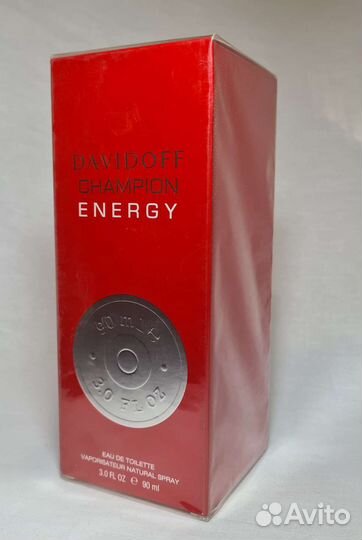 DAVIDOFF
CHAMPION
ENERGY
90 ml e
3.0 FL OZ
EAU DE TOILETTE
VAPORISATEUR NATURAL SPRAY
3.0 FL OZ 90 ml
Avito